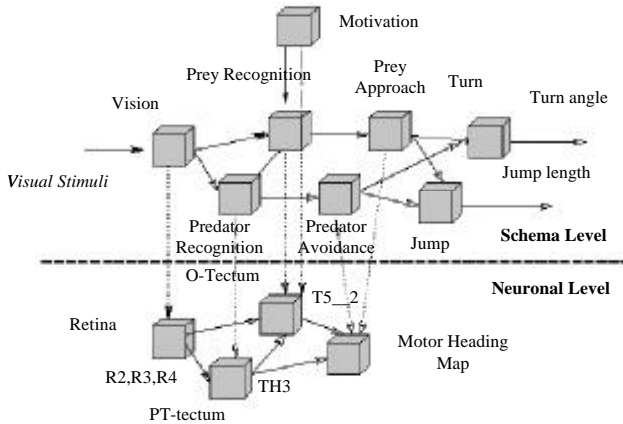 Motivation
Prey Recognition
Prey
Approach
Turn
Vision
Turn angle
Visual Stimuli
Jump length
Predator
Recognition
Predator
Avoidance
Jump
Schema Level
O-Tectum
Neuronal Level
T5__2
Retina
Motor Heading
Map
R2,R3,R4
TH3
PT-tectum